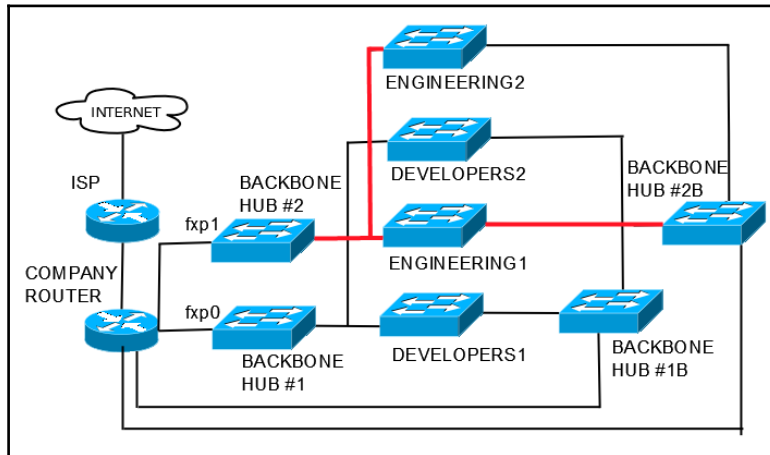 ENGINEERING2
INTERNET
DEVELOPERS2
ISP
BACKBONE
HUB #2
BACKBONE
HUB #2B
fxp1
ENGINEERING1
COMPANY
ROUTER
fxp0
DEVELOPERS1
BACKBONE
HUB #1
BACKBONE
HUB #1B